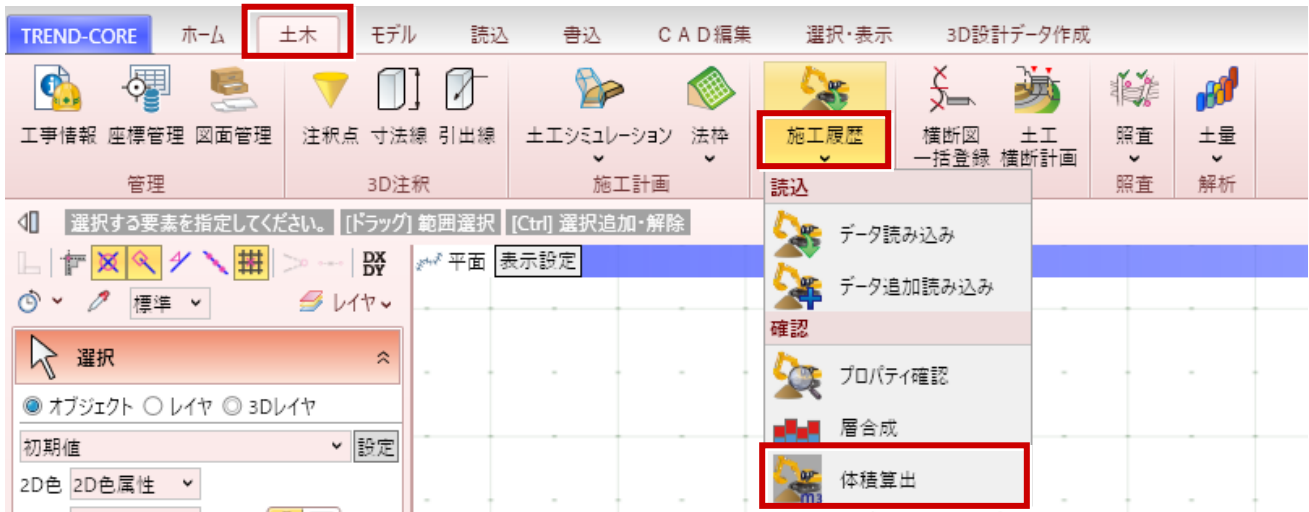 TREND-CORE ホーム 土木 モデル 読込 書込 CAD編集 選択・表示 3D設計データ作成
工事情報 座標管理 図面管理 注釈点 寸法線 引出線 土工シミュレーション 法枠 施工履歴 横断図 一括登録 土工 横断計画 照査 土量
管理 3D注釈 施工計画 照査 解析
読込
選択する要素を指定してください。 [ドラッグ] 範囲選択 [Ctrl] 選択追加・解除
データ読み込み
DX
DY
平面 表示設定
データ追加読み込み
標準 レイヤ
確認
選択
プロパティ確認
オブジェクト レイヤ 3Dレイヤ
層合成
初期値 設定
体積算出
m3
2D色 2D色属性